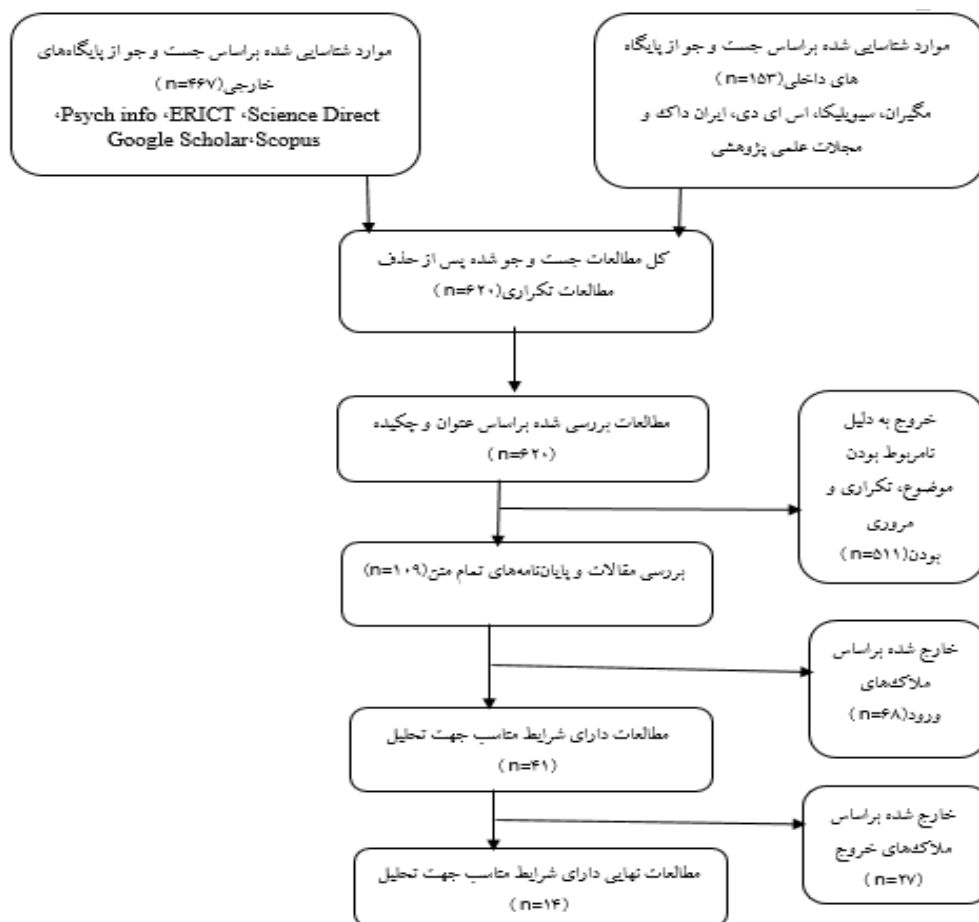 موارد شناسایی شده براساس جست و جو از پایگاه
های داخلی(n=۱۵۳ )
مگیران، سیویلیکا، اس ای دی، ایران داک و
مجلات علمی پژوهشی
موارد شناسایی شده براساس جست و جو از پایگاه‌های
خارجی(n=۴۶۷ )
Psych info ،ERICT ،Science Direct،
Google Scholar،Scopus
کل مطالعات جست و جو شده پس از حذف
مطالعات تکراری(n=۶۲۰ )
مطالعات بررسی شده براساس عنوان و چکیده
(n=۶۲۰ )
خروج به دلیل
نامربوط بودن
موضوع، تکراری و
مروری
بودن(n=۵۱۱ )
بررسی مقالات و پایان‌نامه‌های تمام متن(n=۱۰۹)
خارج شده براساس
ملاک‌های
ورود(n=۶۸ )
مطالعات دارای شرایط مناسب جهت تحلیل
(n=۴۱ )
خارج شده براساس
ملاک‌های خروج
(n=۲۷ )
مطالعات نهایی دارای شرایط مناسب جهت تحلیل
(n=۱۴ )